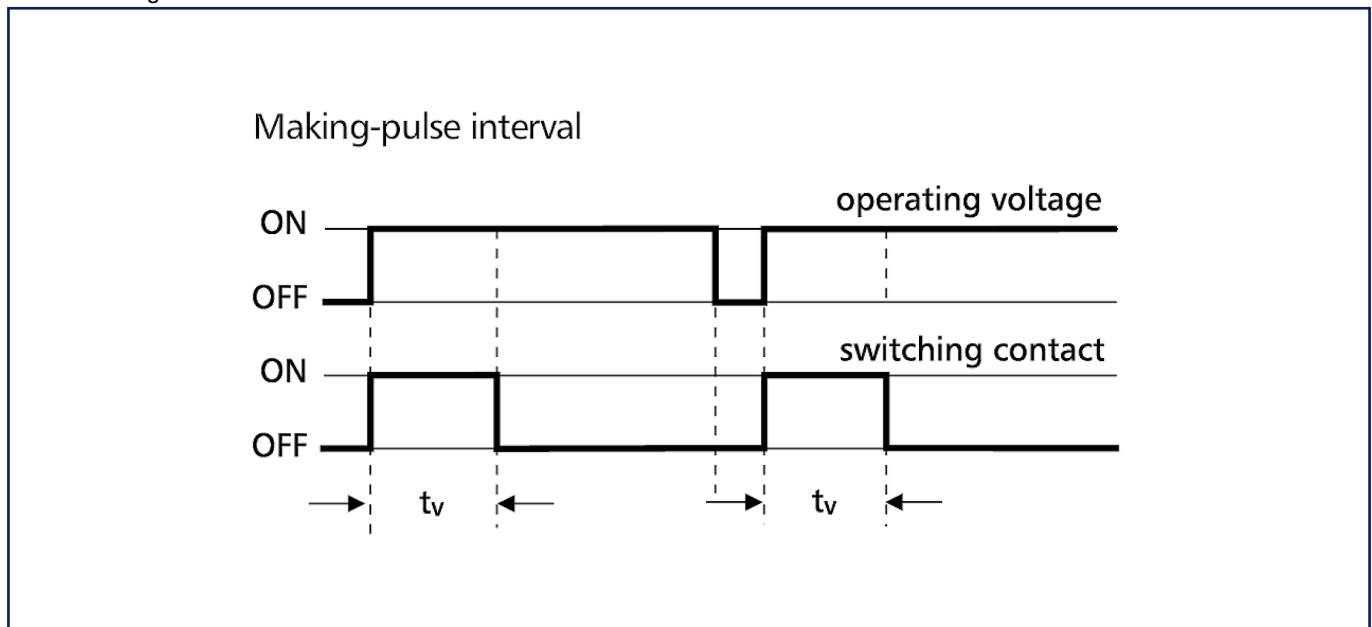 Making-pulse interval
operating voltage
ON
OFF
switching contact
ON
OFF
tv
tv